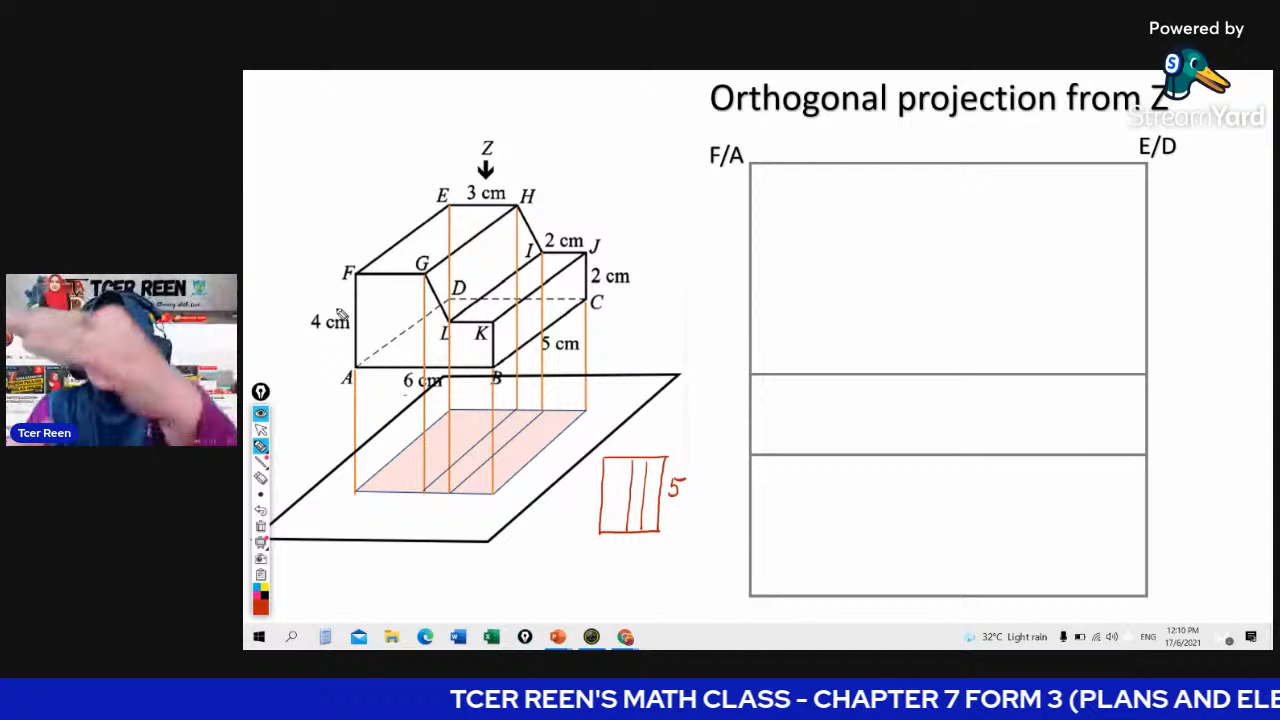 Powered by
S
StreamYard
Orthogonal projection from Z
F/A
E/D
Z
E 3 cm H
2 cm J
I
G
F
2 cm
D
C
4 cm
L K
5 cm
A
6 cm B
5
TCER REEN
Tcer Reen
32°C Light rain
ENG
12:10 PM
17/6/2021
TCER REEN'S MATH CLASS - CHAPTER 7 FORM 3 (PLANS AND ELE